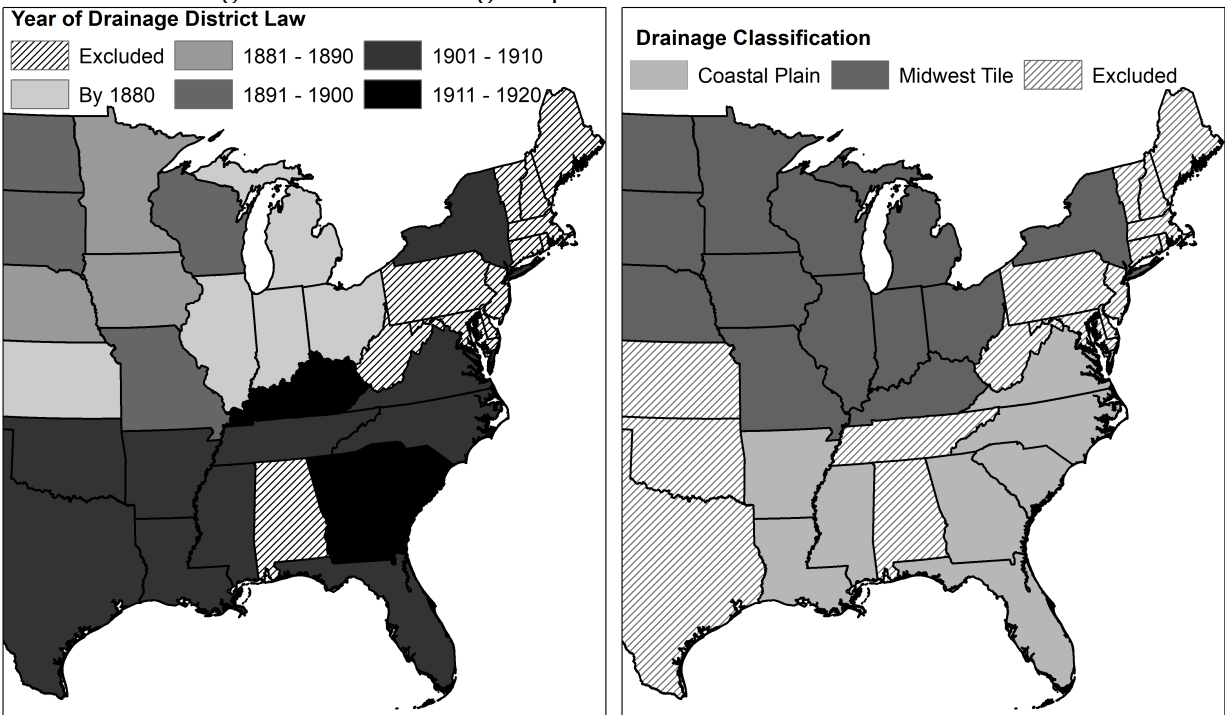 Year of Drainage District Law
Excluded
1881 - 1890
1901 - 1910
By 1880
1891 - 1900
1911 - 1920
Drainage Classification
Coastal Plain
Midwest Tile
Excluded